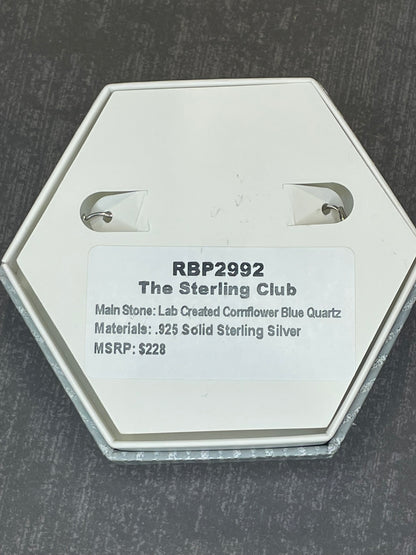 RBP2992
The Sterling Club
Main Stone: Lab Created Cornflower Blue Quartz
Materials: .925 Solid Sterling Silver
MSRP: $228